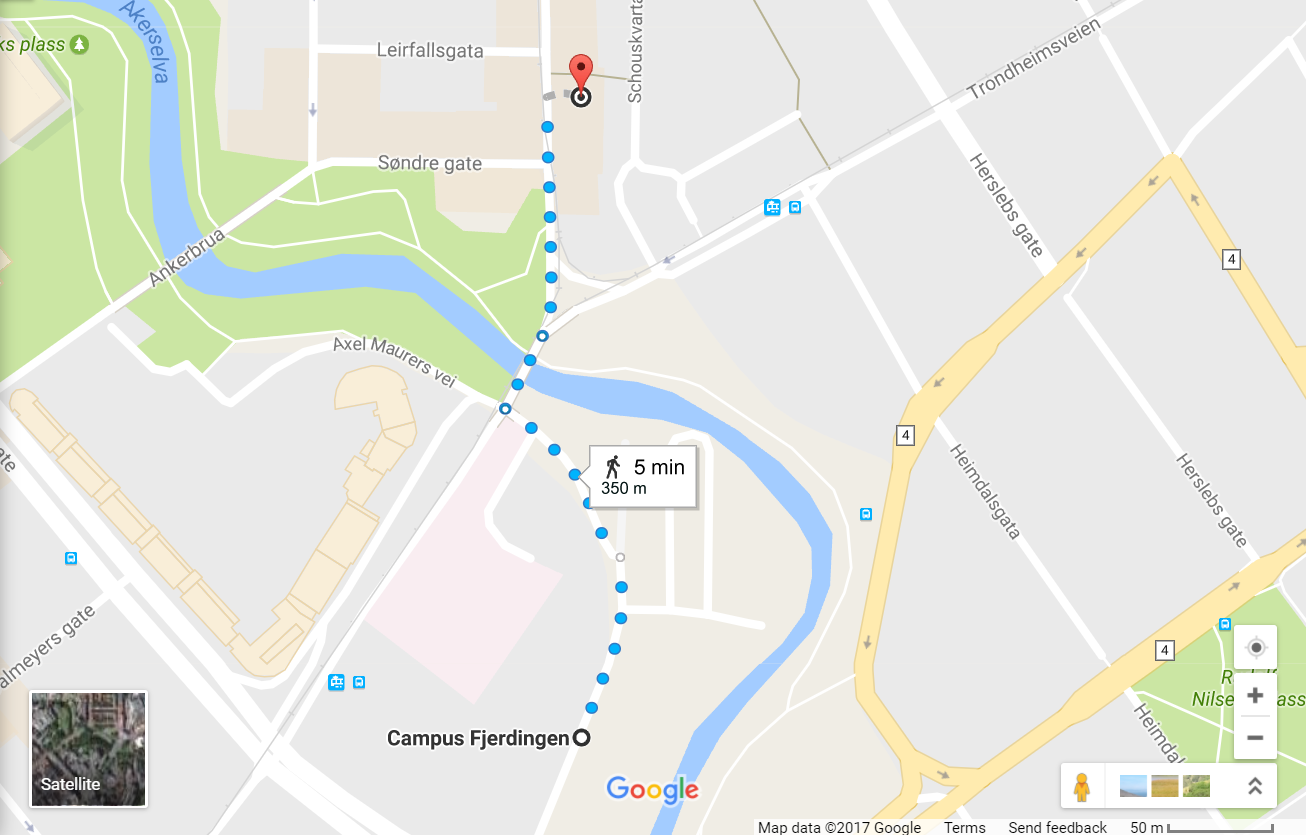 Akerselva
ks plass
Leirfallsgata
Schouskvarta
Trondheimsveien
Søndre gate
Herslebs gate
Ankerbrua
4
Axel Maurers vei
4
5 min
350 m
Heimdalsgata
Herslebs gate
gate
almeyers gate
4
Nilse
ass
Heimdal
Campus Fjerdingen
Satellite
Google
Map data ©2017 Google Terms Send feedback 50 m